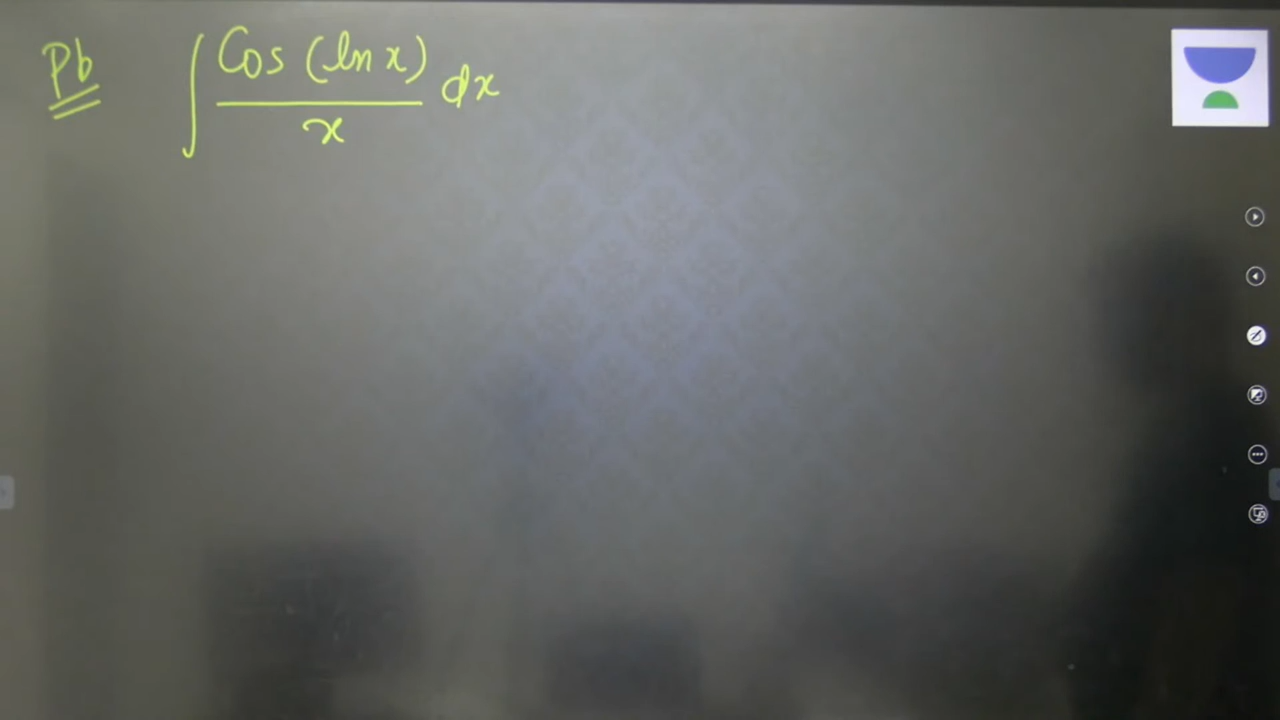 Pb ∫ Cos (ln x) / x dx